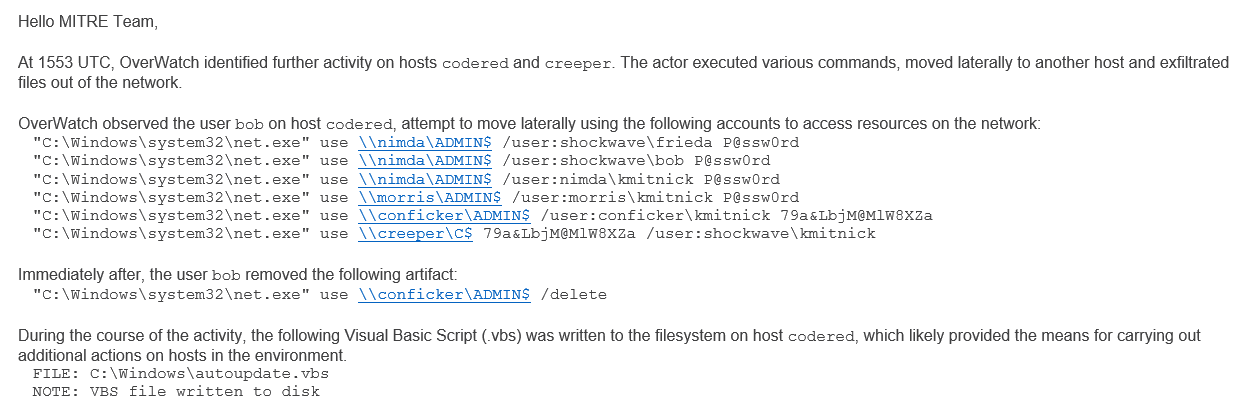 Hello MITRE Team,
At 1553 UTC, OverWatch identified further activity on hosts codered and creeper. The actor executed various commands, moved laterally to another host and exfiltrated
files out of the network.
OverWatch observed the user bob on host codered, attempt to move laterally using the following accounts to access resources on the network:
"C:\Windows\system32\net.exe" use \\nimda\ADMIN$ /user:shockwave\frieda P@ssw0rd
"C:\Windows\system32\net.exe" use \\nimda\ADMIN$ /user:shockwave\bob P@ssw0rd
"C:\Windows\system32\net.exe" use \\nimda\ADMIN$ /user:nimda\kmitnick P@ssw0rd
"C:\Windows\system32\net.exe" use \\morris\ADMIN$ /user:morris\kmitnick P@ssw0rd
"C:\Windows\system32\net.exe" use \\conficker\ADMIN$ /user:conficker\kmitnick 79a&LbjM@MlW8XZa
"C:\Windows\system32\net.exe" use \\creeper\C$ 79a&LbjM@MlW8XZa /user:shockwave\kmitnick
Immediately after, the user bob removed the following artifact:
"C:\Windows\system32\net.exe" use \\conficker\ADMIN$ /delete
During the course of the activity, the following Visual Basic Script (.vbs) was written to the filesystem on host codered, which likely provided the means for carrying out
additional actions on hosts in the environment.
FILE: C:\Windows\autoupdate.vbs
NOTE: VBS file written to disk